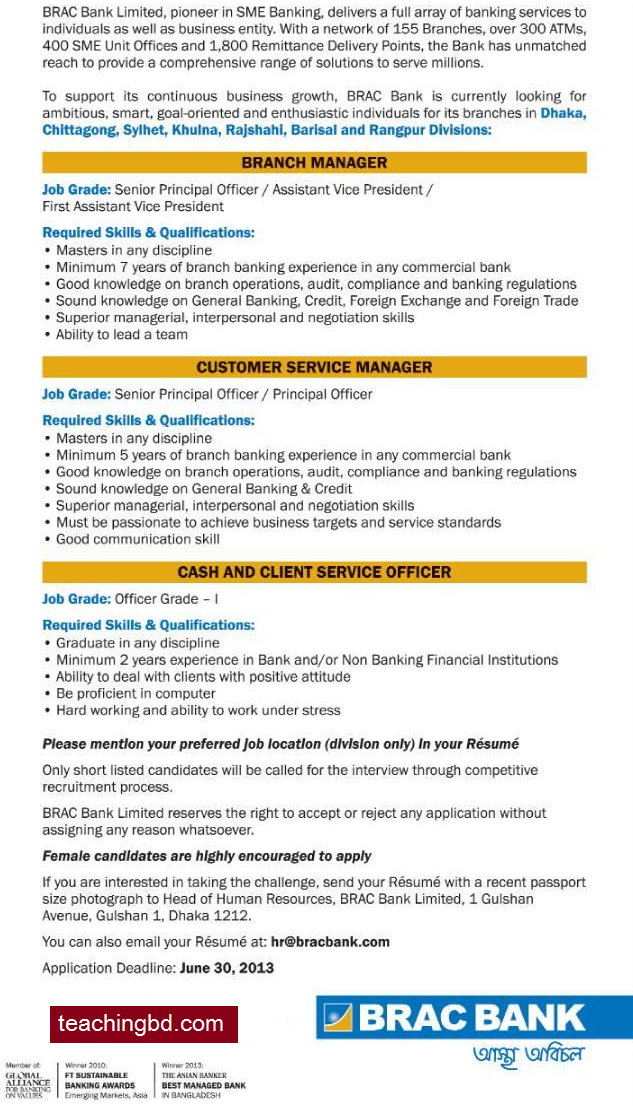 BRAC Bank Limited, pioneer in SME Banking, delivers a full array of banking services to
individuals as well as business entity. With a network of 155 Branches, over 300 ATMs,
400 SME Unit Offices and 1,800 Remittance Delivery Points, the Bank has unmatched
reach to provide a comprehensive range of solutions to serve millions.
To support its continuous business growth, BRAC Bank is currently looking for
ambitious, smart, goal-oriented and enthusiastic individuals for its branches in Dhaka,
Chittagong, Sylhet, Khulna, Rajshahi, Barisal and Rangpur Divisions:
BRANCH MANAGER
Job Grade: Senior Principal Officer / Assistant Vice President /
First Assistant Vice President
Required Skills & Qualifications:
• Masters in any discipline
• Minimum 7 years of branch banking experience in any commercial bank
• Good knowledge on branch operations, audit, compliance and banking regulations
• Sound knowledge on General Banking, Credit, Foreign Exchange and Foreign Trade
• Superior managerial, interpersonal and negotiation skills
• Ability to lead a team
CUSTOMER SERVICE MANAGER
Job Grade: Senior Principal Officer / Principal Officer
Required Skills & Qualifications:
• Masters in any discipline
• Minimum 5 years of branch banking experience in any commercial bank
• Good knowledge on branch operations, audit, compliance and banking regulations
• Sound knowledge on General Banking & Credit
• Superior managerial, interpersonal and negotiation skills
• Must be passionate to achieve business targets and service standards
• Good communication skill
CASH AND CLIENT SERVICE OFFICER
Job Grade: Officer Grade – I
Required Skills & Qualifications:
• Graduate in any discipline
• Minimum 2 years experience in Bank and/or Non Banking Financial Institutions
• Ability to deal with clients with positive attitude
• Be proficient in computer
• Hard working and ability to work under stress
Please mention your preferred job location (division only) in your Résumé
Only short listed candidates will be called for the interview through competitive
recruitment process.
BRAC Bank Limited reserves the right to accept or reject any application without
assigning any reason whatsoever.
Female candidates are highly encouraged to apply
If you are interested in taking the challenge, send your Résumé with a recent passport
size photograph to Head of Human Resources, BRAC Bank Limited, 1 Gulshan
Avenue, Gulshan 1, Dhaka 1212.
You can also email your Résumé at: hr@bracbank.com
Application Deadline: June 30, 2013
teachingbd.com
BRAC BANK
আস্থা অবিচল
Member of:
GLOBAL
ALLIANCE
FOR BANKING
ON VALUES
Winner 2010:
FT SUSTAINABLE
BANKING AWARDS
Emerging Markets, Asia
Winner 2013:
THE ASIAN BANKER
BEST MANAGED BANK
IN BANGLADESH